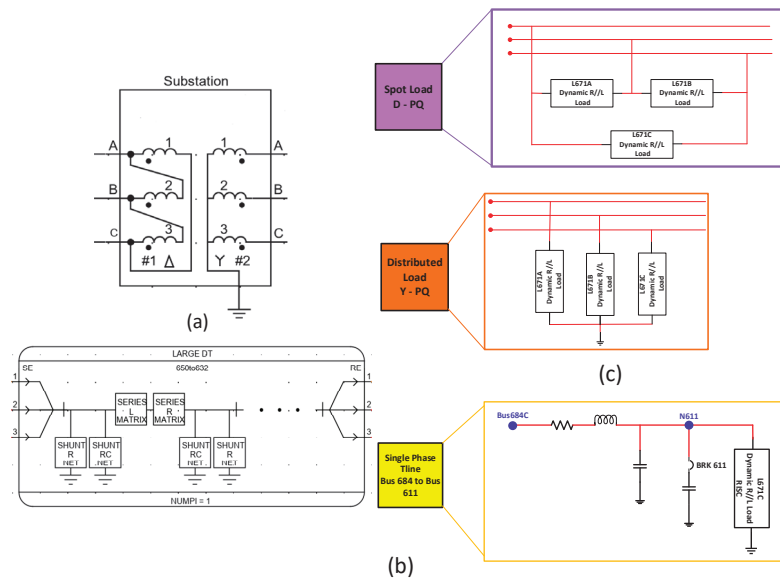 Substation
A
1
1
A
B
2
2
B
C
3
3
C
#1 Δ
Y #2
(a)
Spot Load
D - PQ
L671A
Dynamic R//L
Load
L671B
Dynamic R//L
Load
L671C
Dynamic R//L
Load
Distributed
Load
Y - PQ
L671A
Dynamic R//L
Load
L671B
Dynamic R//L
Load
L671C
Dynamic R//L
Load
(c)
LARGE DT
SE
650to632
RE
1
2
3
1
2
3
SERIES
L
MATRIX
SERIES
R
MATRIX
SHUNT
R
NET
SHUNT
RC
NET
SHUNT
RC
NET
SHUNT
R
NET
NUMPI = 1
Single Phase
Tline
Bus 684 to Bus
611
Bus684C
N611
BRK 611
L671C
Dynamic R//L Load
RISC
(b)